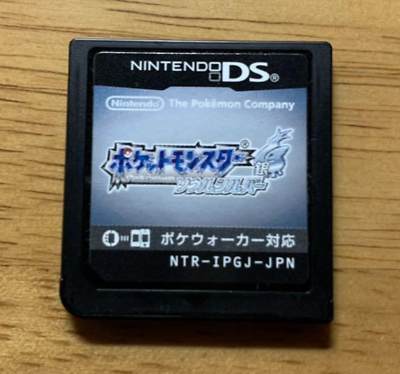 NINTENDO DS®
Nintendo The Pokémon Company
ポケットモンスター®
ソウルシルバー
ポケウォーカー対応
NTR-IPGJ-JPN